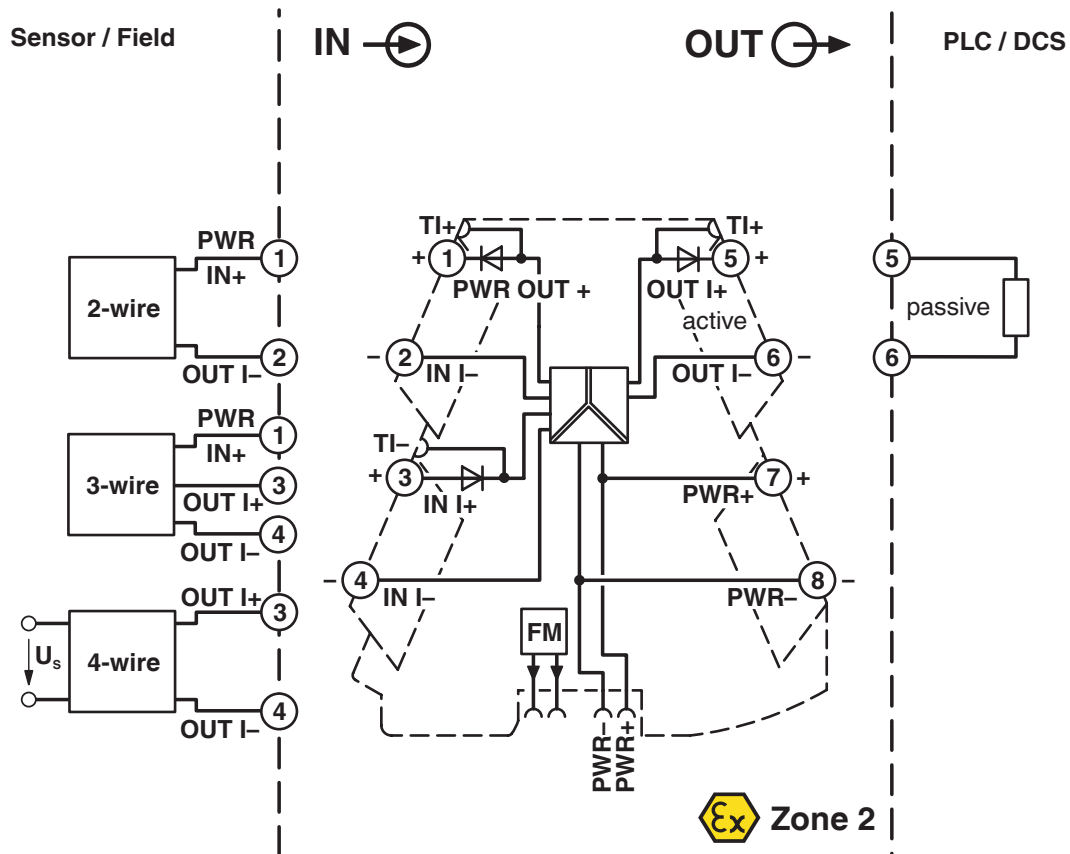 Sensor / Field
IN
OUT
PLC / DCS
2-wire
PWR
IN+
1
OUT I–
2
3-wire
PWR
IN+
1
OUT I+
3
OUT I–
4
4-wire
Us
OUT I+
3
OUT I–
4
TI+
+ 1
PWR OUT +
– 2
IN I–
TI–
+ 3
IN I+
– 4
IN I–
TI+
5 +
OUT I+
active
6 –
OUT I–
7 +
PWR+
8 –
PWR–
FM
PWR–
PWR+
5
passive
6
Ex Zone 2